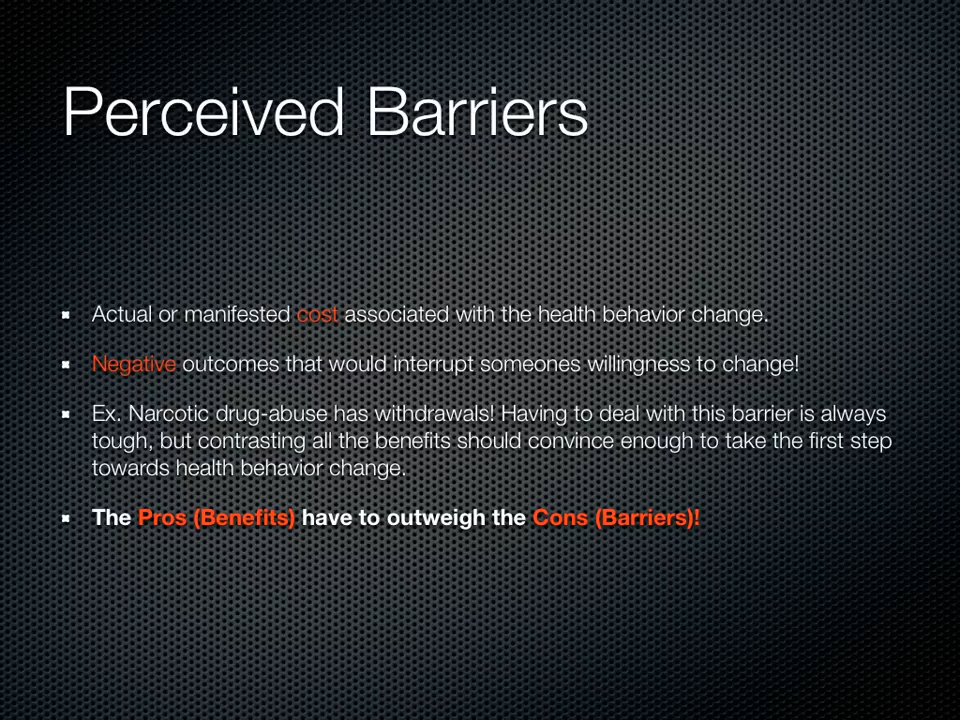 Perceived Barriers
Actual or manifested cost associated with the health behavior change.
Negative outcomes that would interrupt someones willingness to change!
Ex. Narcotic drug-abuse has withdrawals! Having to deal with this barrier is always
tough, but contrasting all the benefits should convince enough to take the first step
towards health behavior change.
The Pros (Benefits) have to outweigh the Cons (Barriers)!